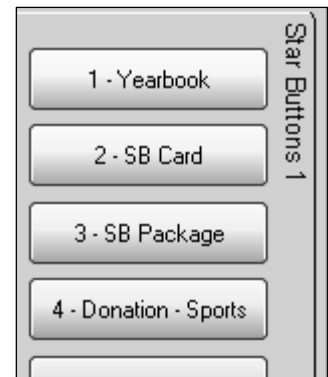 1 - Yearbook
2 - SB Card
3 - SB Package
4 - Donation - Sports
Star Buttons 1